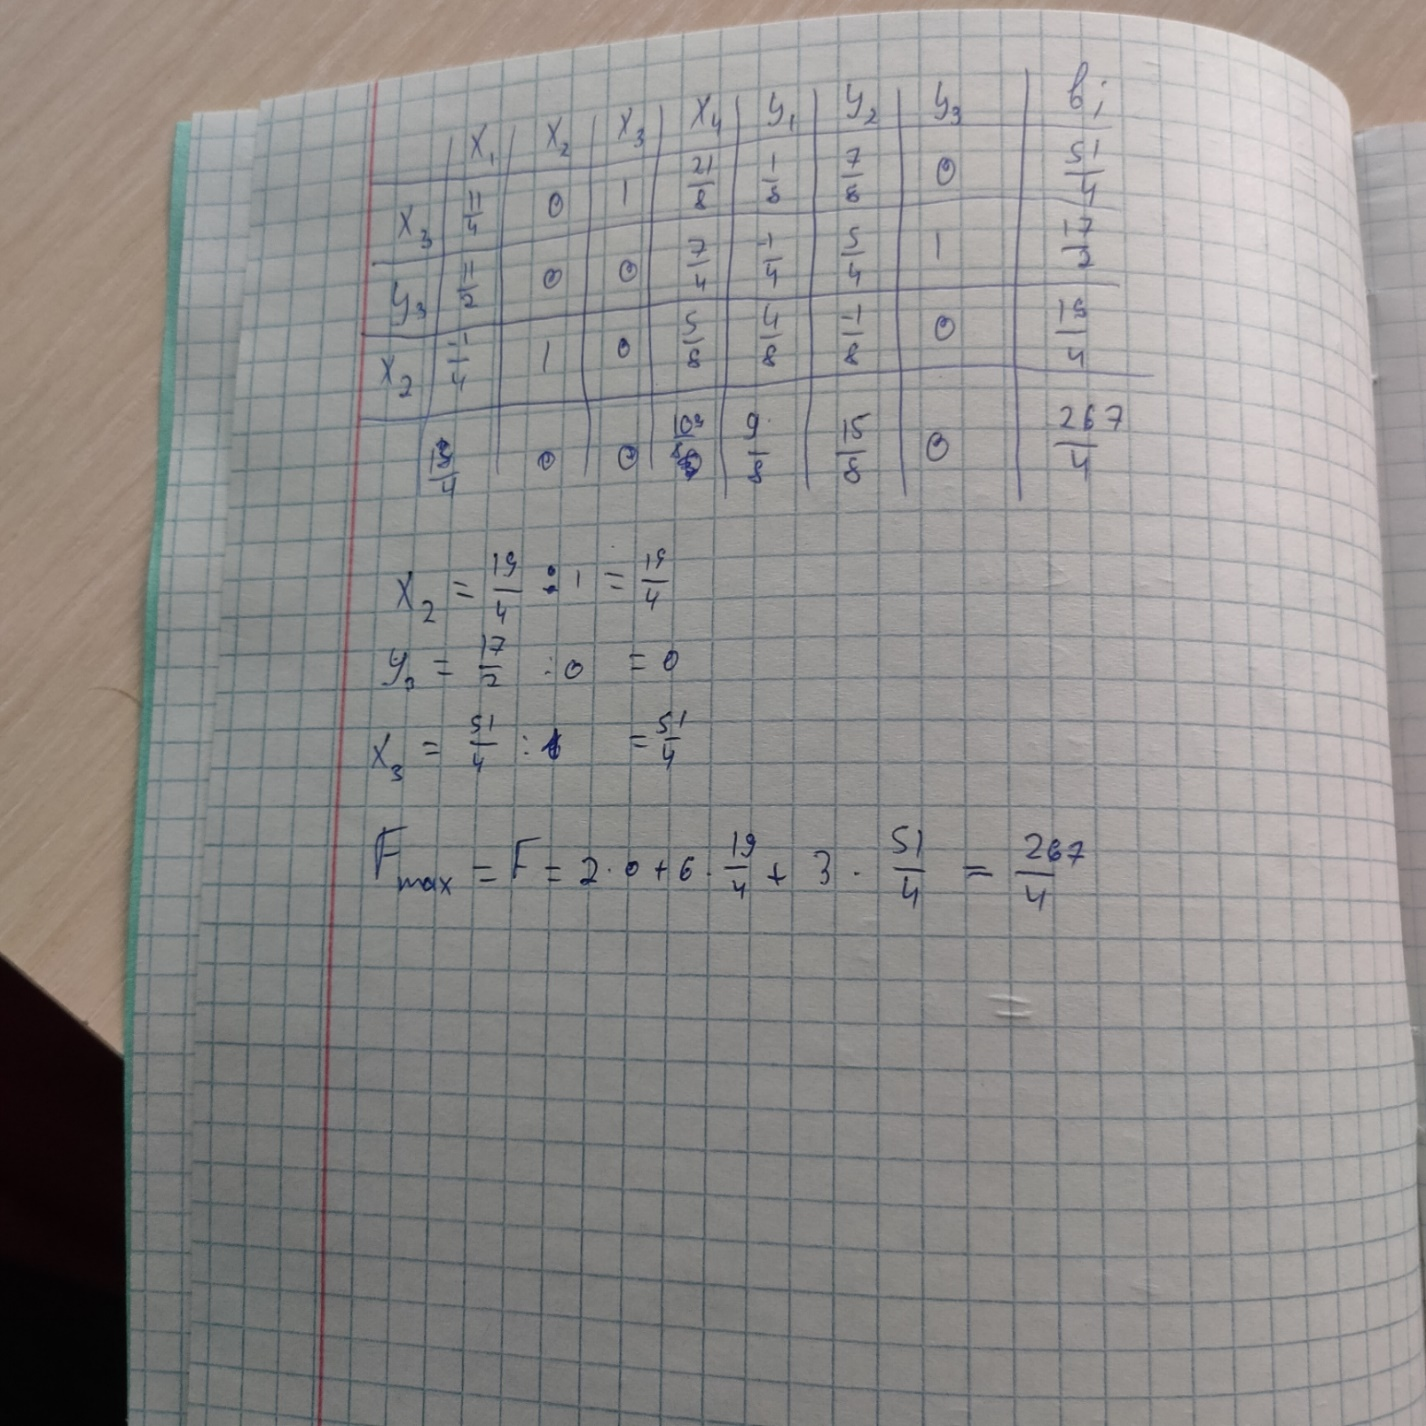 x₁ x₂ x₃ x₄ y₁ y₂ y₃ bᵢ
x₃ 11/4 0 1 21/8 1/8 7/8 0 51/4
y₃ 11/2 0 0 7/4 -1/4 5/4 1 17/2
x₂ -1/4 1 0 5/8 1/8 -1/8 0 19/4
19/4 0 0 9/8 15/8 0 267/4
x₂ = 19/4 : 1 = 19/4
y₃ = 17/2 : 0 = 0
x₃ = 51/4 : 1 = 51/4
Fmax = F = 2 · 0 + 6 · 19/4 + 3 · 51/4 = 267/4